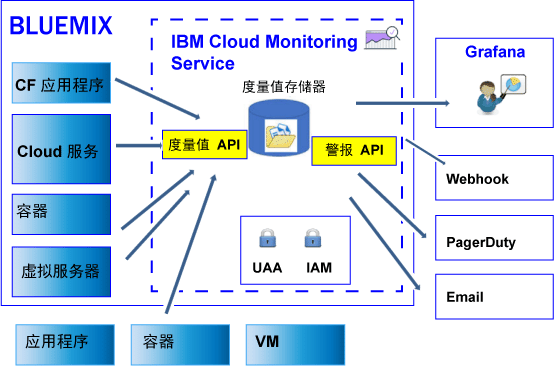 BLUEMIX
IBM Cloud Monitoring
Service
Grafana
CF 应用程序
度量值存储器
Cloud 服务
度量值 API
警报 API
Webhook
容器
PagerDuty
虚拟服务器
UAA
IAM
Email
应用程序
容器
VM